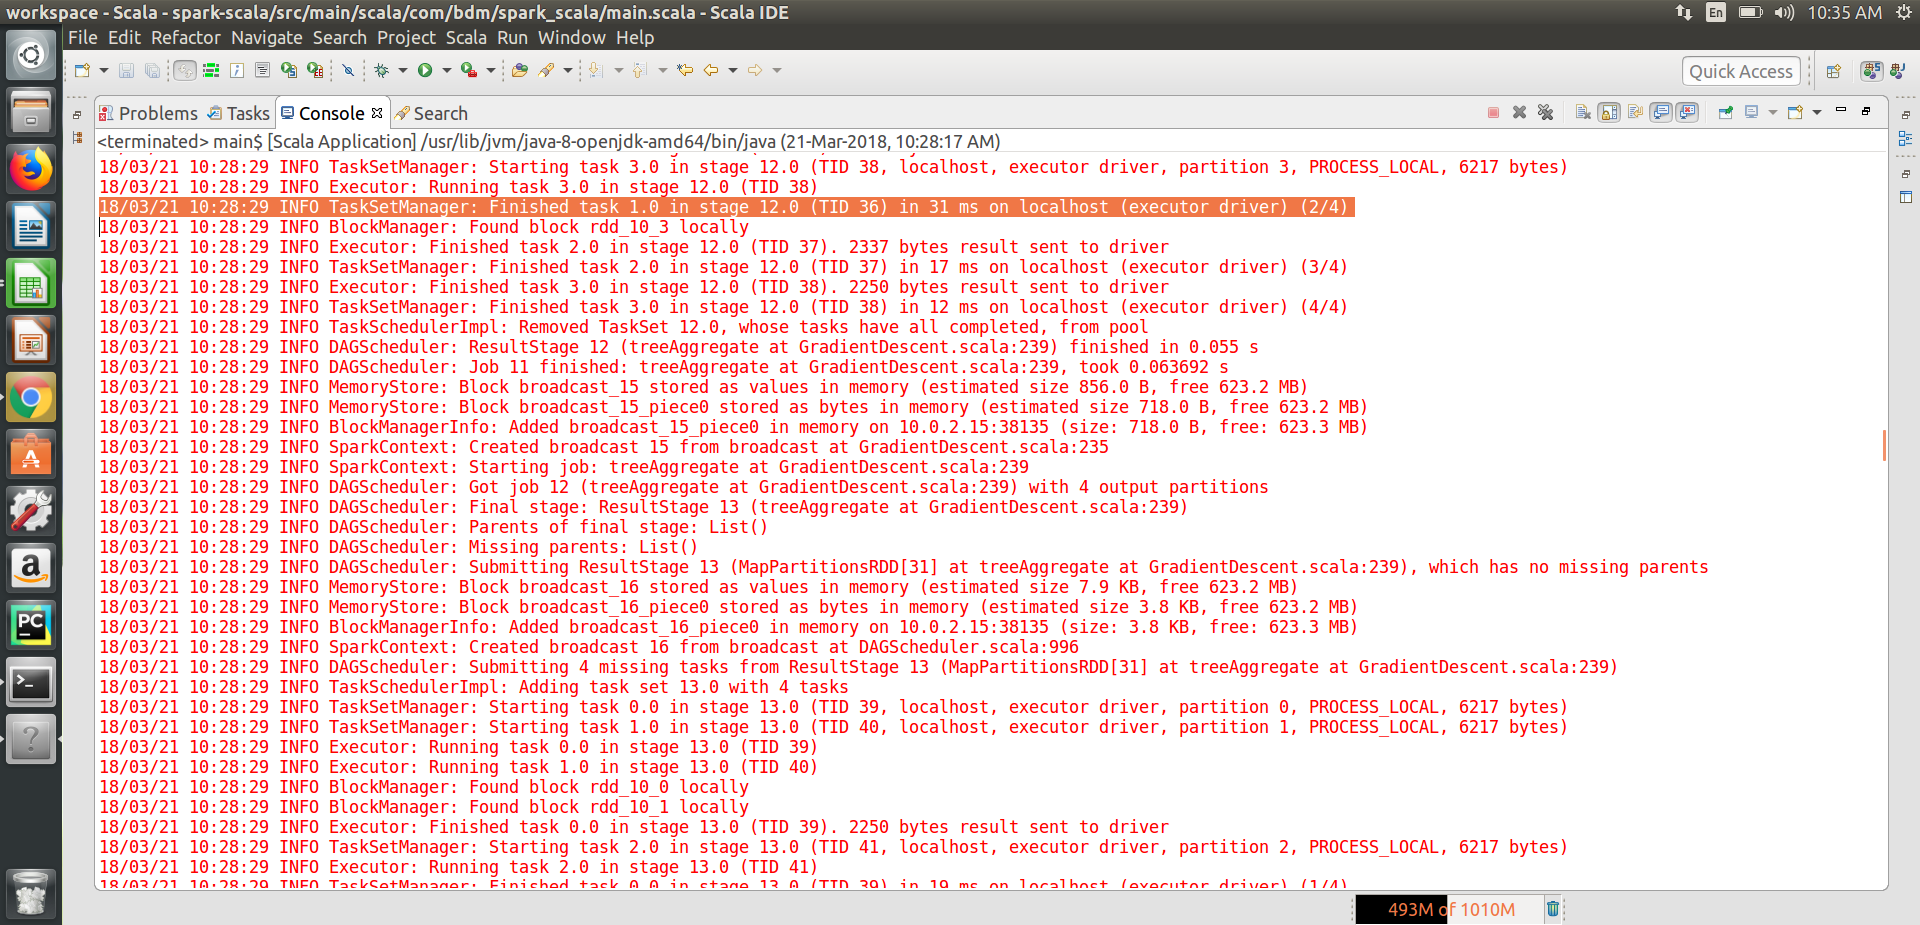 workspace - Scala - spark-scala/src/main/scala/com/bdm/spark_scala/main.scala - Scala IDE
En
10:35 AM
File Edit Refactor Navigate Search Project Scala Run Window Help
Quick Access
Problems Tasks Console Search
<terminated> main$ [Scala Application] /usr/lib/jvm/java-8-openjdk-amd64/bin/java (21-Mar-2018, 10:28:17 AM)
18/03/21 10:28:29 INFO TaskSetManager: Starting task 3.0 in stage 12.0 (TID 38, localhost, executor driver, partition 3, PROCESS_LOCAL, 6217 bytes)
18/03/21 10:28:29 INFO Executor: Running task 3.0 in stage 12.0 (TID 38)
18/03/21 10:28:29 INFO TaskSetManager: Finished task 1.0 in stage 12.0 (TID 36) in 31 ms on localhost (executor driver) (2/4)
18/03/21 10:28:29 INFO BlockManager: Found block rdd_10_3 locally
18/03/21 10:28:29 INFO Executor: Finished task 2.0 in stage 12.0 (TID 37). 2337 bytes result sent to driver
18/03/21 10:28:29 INFO TaskSetManager: Finished task 2.0 in stage 12.0 (TID 37) in 17 ms on localhost (executor driver) (3/4)
18/03/21 10:28:29 INFO Executor: Finished task 3.0 in stage 12.0 (TID 38). 2250 bytes result sent to driver
18/03/21 10:28:29 INFO TaskSetManager: Finished task 3.0 in stage 12.0 (TID 38) in 12 ms on localhost (executor driver) (4/4)
18/03/21 10:28:29 INFO TaskSchedulerImpl: Removed TaskSet 12.0, whose tasks have all completed, from pool
18/03/21 10:28:29 INFO DAGScheduler: ResultStage 12 (treeAggregate at GradientDescent.scala:239) finished in 0.055 s
18/03/21 10:28:29 INFO DAGScheduler: Job 11 finished: treeAggregate at GradientDescent.scala:239, took 0.063692 s
18/03/21 10:28:29 INFO MemoryStore: Block broadcast_15 stored as values in memory (estimated size 856.0 B, free 623.2 MB)
18/03/21 10:28:29 INFO MemoryStore: Block broadcast_15_piece0 stored as bytes in memory (estimated size 718.0 B, free 623.2 MB)
18/03/21 10:28:29 INFO BlockManagerInfo: Added broadcast_15_piece0 in memory on 10.0.2.15:38135 (size: 718.0 B, free: 623.3 MB)
18/03/21 10:28:29 INFO SparkContext: Created broadcast 15 from broadcast at GradientDescent.scala:235
18/03/21 10:28:29 INFO SparkContext: Starting job: treeAggregate at GradientDescent.scala:239
18/03/21 10:28:29 INFO DAGScheduler: Got job 12 (treeAggregate at GradientDescent.scala:239) with 4 output partitions
18/03/21 10:28:29 INFO DAGScheduler: Final stage: ResultStage 13 (treeAggregate at GradientDescent.scala:239)
18/03/21 10:28:29 INFO DAGScheduler: Parents of final stage: List()
18/03/21 10:28:29 INFO DAGScheduler: Missing parents: List()
18/03/21 10:28:29 INFO DAGScheduler: Submitting ResultStage 13 (MapPartitionsRDD[31] at treeAggregate at GradientDescent.scala:239), which has no missing parents
18/03/21 10:28:29 INFO MemoryStore: Block broadcast_16 stored as values in memory (estimated size 7.9 KB, free 623.2 MB)
18/03/21 10:28:29 INFO MemoryStore: Block broadcast_16_piece0 stored as bytes in memory (estimated size 3.8 KB, free 623.2 MB)
18/03/21 10:28:29 INFO BlockManagerInfo: Added broadcast_16_piece0 in memory on 10.0.2.15:38135 (size: 3.8 KB, free: 623.3 MB)
18/03/21 10:28:29 INFO SparkContext: Created broadcast 16 from broadcast at DAGScheduler.scala:996
18/03/21 10:28:29 INFO DAGScheduler: Submitting 4 missing tasks from ResultStage 13 (MapPartitionsRDD[31] at treeAggregate at GradientDescent.scala:239)
18/03/21 10:28:29 INFO TaskSchedulerImpl: Adding task set 13.0 with 4 tasks
18/03/21 10:28:29 INFO TaskSetManager: Starting task 0.0 in stage 13.0 (TID 39, localhost, executor driver, partition 0, PROCESS_LOCAL, 6217 bytes)
18/03/21 10:28:29 INFO TaskSetManager: Starting task 1.0 in stage 13.0 (TID 40, localhost, executor driver, partition 1, PROCESS_LOCAL, 6217 bytes)
18/03/21 10:28:29 INFO Executor: Running task 0.0 in stage 13.0 (TID 39)
18/03/21 10:28:29 INFO Executor: Running task 1.0 in stage 13.0 (TID 40)
18/03/21 10:28:29 INFO BlockManager: Found block rdd_10_0 locally
18/03/21 10:28:29 INFO BlockManager: Found block rdd_10_1 locally
18/03/21 10:28:29 INFO Executor: Finished task 0.0 in stage 13.0 (TID 39). 2250 bytes result sent to driver
18/03/21 10:28:29 INFO TaskSetManager: Starting task 2.0 in stage 13.0 (TID 41, localhost, executor driver, partition 2, PROCESS_LOCAL, 6217 bytes)
18/03/21 10:28:29 INFO Executor: Running task 2.0 in stage 13.0 (TID 41)
18/03/21 10:28:29 INFO TaskSetManager: Finished task 0.0 in stage 13.0 (TID 39) in 19 ms on localhost (executor driver) (1/4)
493M of 1010M